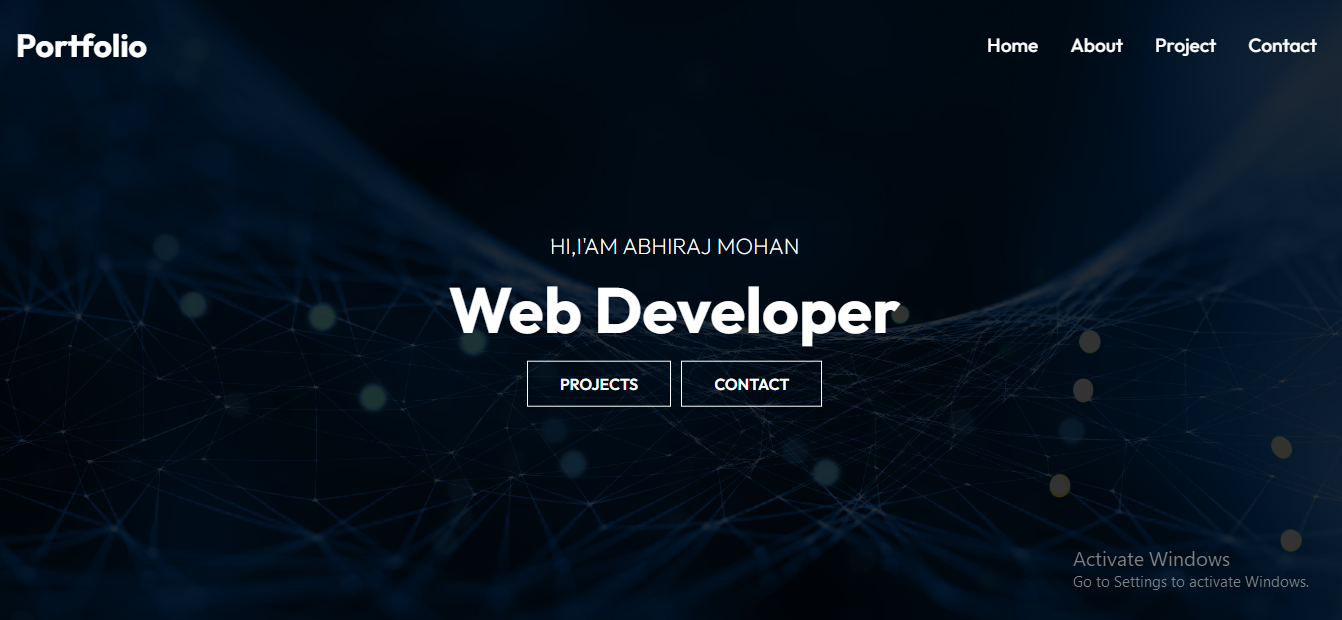 Portfolio
Home About Project Contact
HI,I'AM ABHIRAJ MOHAN
Web Developer
PROJECTS CONTACT
Activate Windows
Go to Settings to activate Windows.